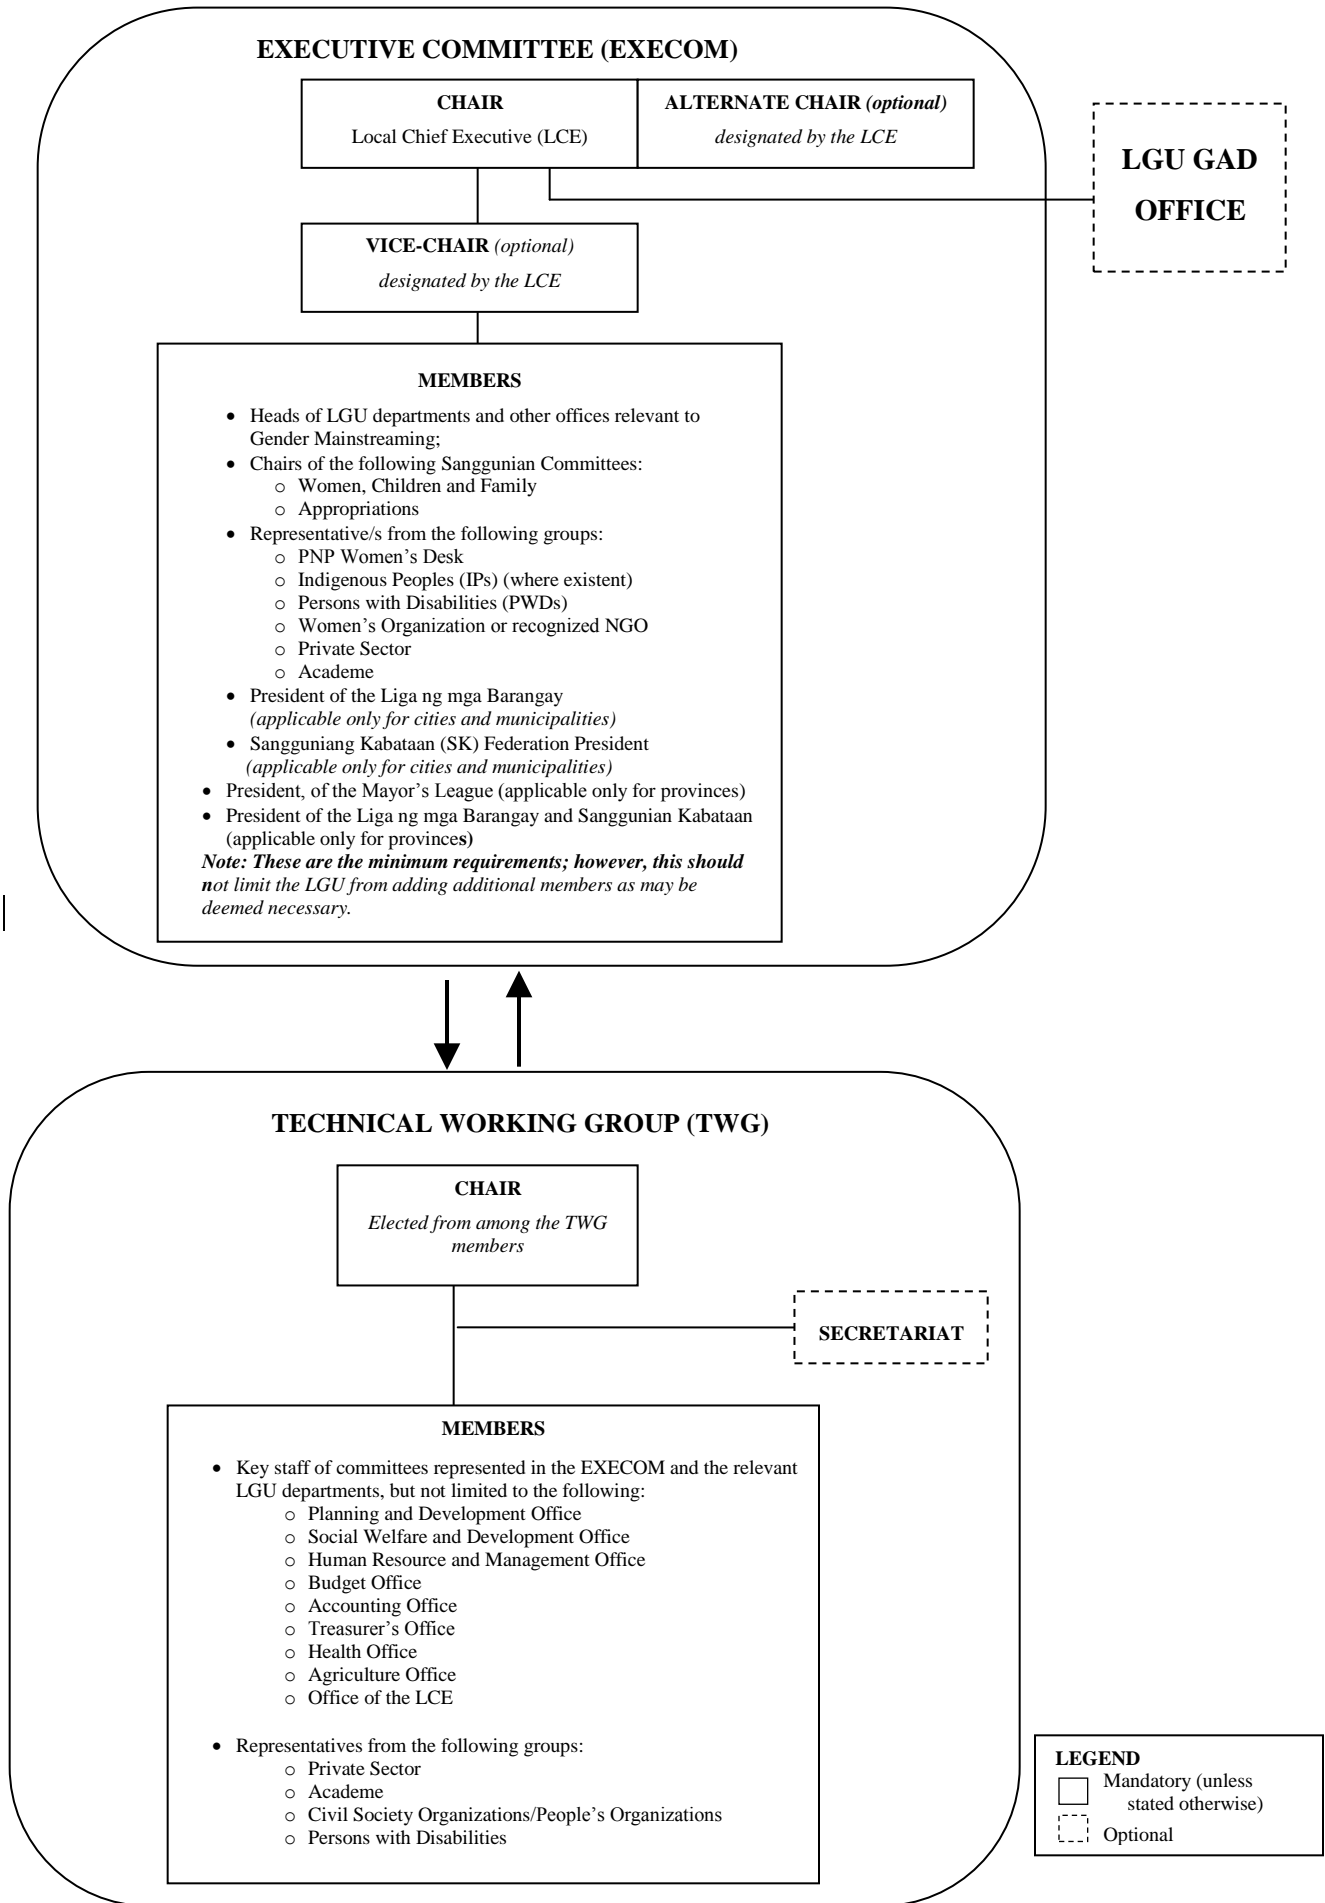 EXECUTIVE COMMITTEE (EXECOM)
CHAIR
Local Chief Executive (LCE)
ALTERNATE CHAIR (optional)
designated by the LCE
LGU GAD
OFFICE
VICE-CHAIR (optional)
designated by the LCE
MEMBERS
• Heads of LGU departments and other offices relevant to
Gender Mainstreaming;
• Chairs of the following Sanggunian Committees:
o Women, Children and Family
o Appropriations
• Representative/s from the following groups:
o PNP Women’s Desk
o Indigenous Peoples (IPs) (where existent)
o Persons with Disabilities (PWDs)
o Women’s Organization or recognized NGO
o Private Sector
o Academe
• President of the Liga ng mga Barangay
(applicable only for cities and municipalities)
• Sangguniang Kabataan (SK) Federation President
(applicable only for cities and municipalities)
• President, of the Mayor’s League (applicable only for provinces)
• President of the Liga ng mga Barangay and Sanggunian Kabataan
(applicable only for provinces)
Note: These are the minimum requirements; however, this should
not limit the LGU from adding additional members as may be
deemed necessary.
TECHNICAL WORKING GROUP (TWG)
CHAIR
Elected from among the TWG
members
SECRETARIAT
MEMBERS
• Key staff of committees represented in the EXECOM and the relevant
LGU departments, but not limited to the following:
o Planning and Development Office
o Social Welfare and Development Office
o Human Resource and Management Office
o Budget Office
o Accounting Office
o Treasurer’s Office
o Health Office
o Agriculture Office
o Office of the LCE
• Representatives from the following groups:
o Private Sector
o Academe
o Civil Society Organizations/People’s Organizations
o Persons with Disabilities
LEGEND
Mandatory (unless
stated otherwise)
Optional